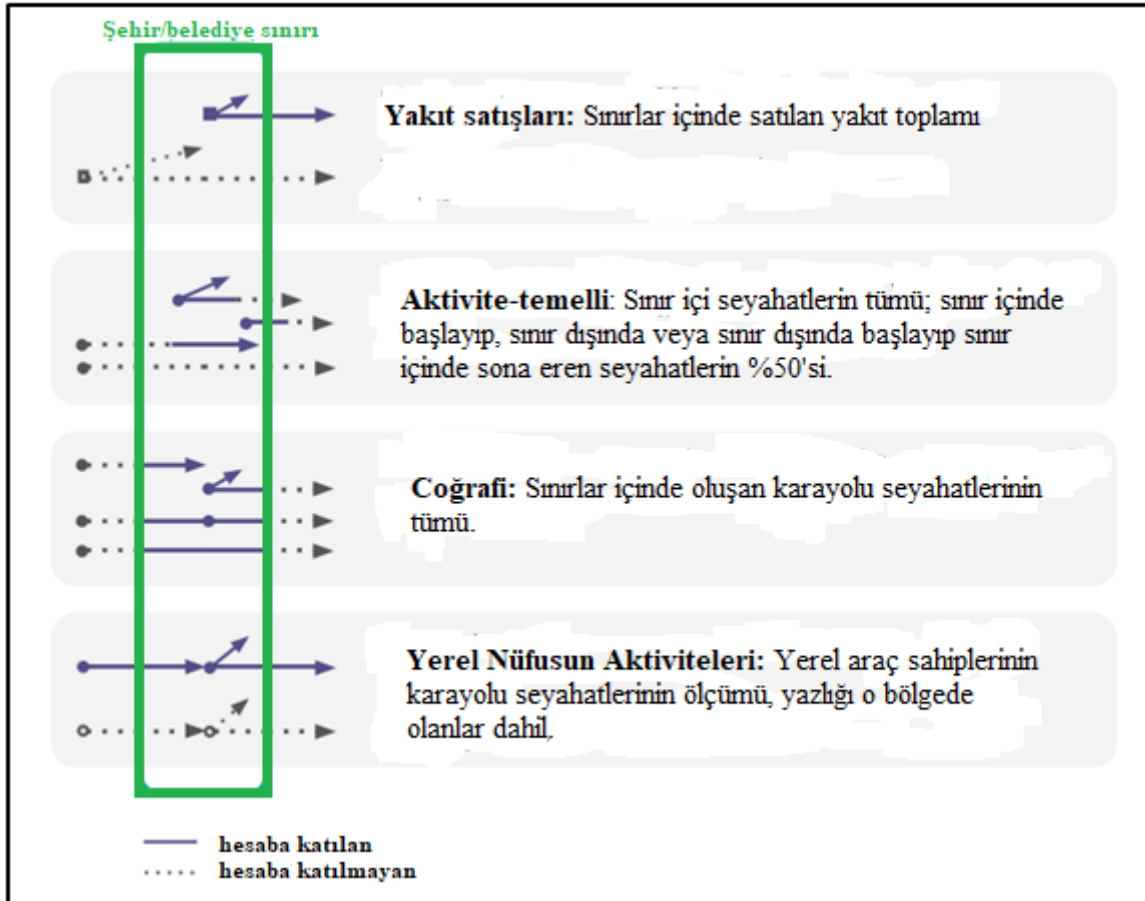 Şehir/belediye sınırı
Yakıt satışları: Sınırlar içinde satılan yakıt toplamı
Aktivite-temelli: Sınır içi seyahatlerin tümü; sınır içinde
başlayıp, sınır dışında veya sınır dışında başlayıp sınır
içinde sona eren seyahatlerin %50'si.
Coğrafi: Sınırlar içinde oluşan karayolu seyahatlerinin
tümü.
Yerel Nüfusun Aktiviteleri: Yerel araç sahiplerinin
karayolu seyahatlerinin ölçümü, yazlığı o bölgede
olanlar dahil.
hesaba katılan
hesaba katılmayan